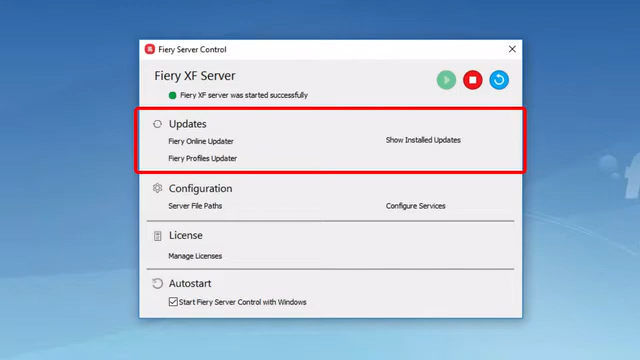 Fiery Server Control
Fiery XF Server
Fiery XF server was started successfully
Updates
Fiery Online Updater
Show Installed Updates
Fiery Profiles Updater
Configuration
Server File Paths
Configure Services
License
Manage Licenses
Autostart
Start Fiery Server Control with Windows